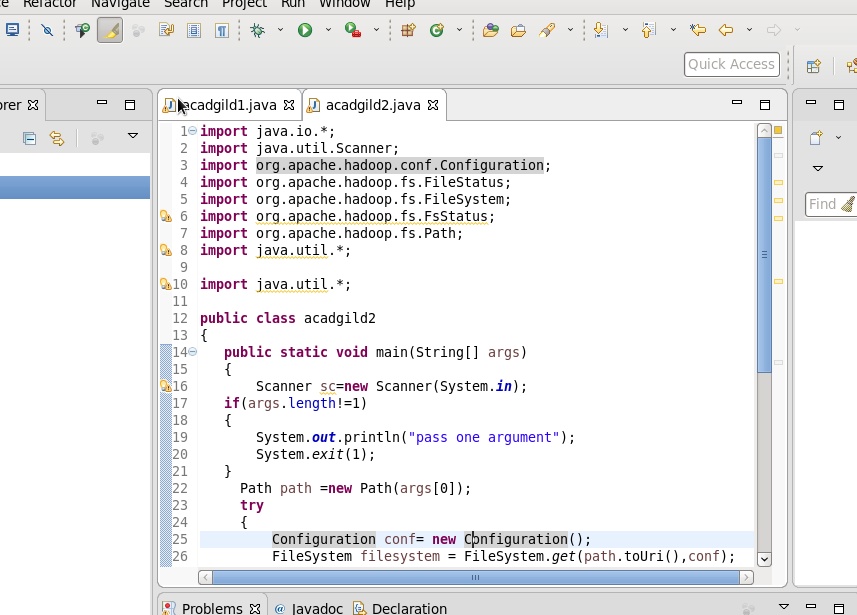 Refactor Navigate Search Project Run Window Help
Quick Access
acadgild1.java acadgild2.java
Find
1 import java.io.*;
2 import java.util.Scanner;
3 import org.apache.hadoop.conf.Configuration;
4 import org.apache.hadoop.fs.FileStatus;
5 import org.apache.hadoop.fs.FileSystem;
6 import org.apache.hadoop.fs.FsStatus;
7 import org.apache.hadoop.fs.Path;
8 import java.util.*;
9
10 import java.util.*;
11
12 public class acadgild2
13 {
14 public static void main(String[] args)
15 {
16 Scanner sc=new Scanner(System.in);
17 if(args.length!=1)
18 {
19 System.out.println("pass one argument");
20 System.exit(1);
21 }
22 Path path =new Path(args[0]);
23 try
24 {
25 Configuration conf= new Configuration();
26 FileSystem filesystem = FileSystem.get(path.toUri(),conf);
Problems @ Javadoc Declaration